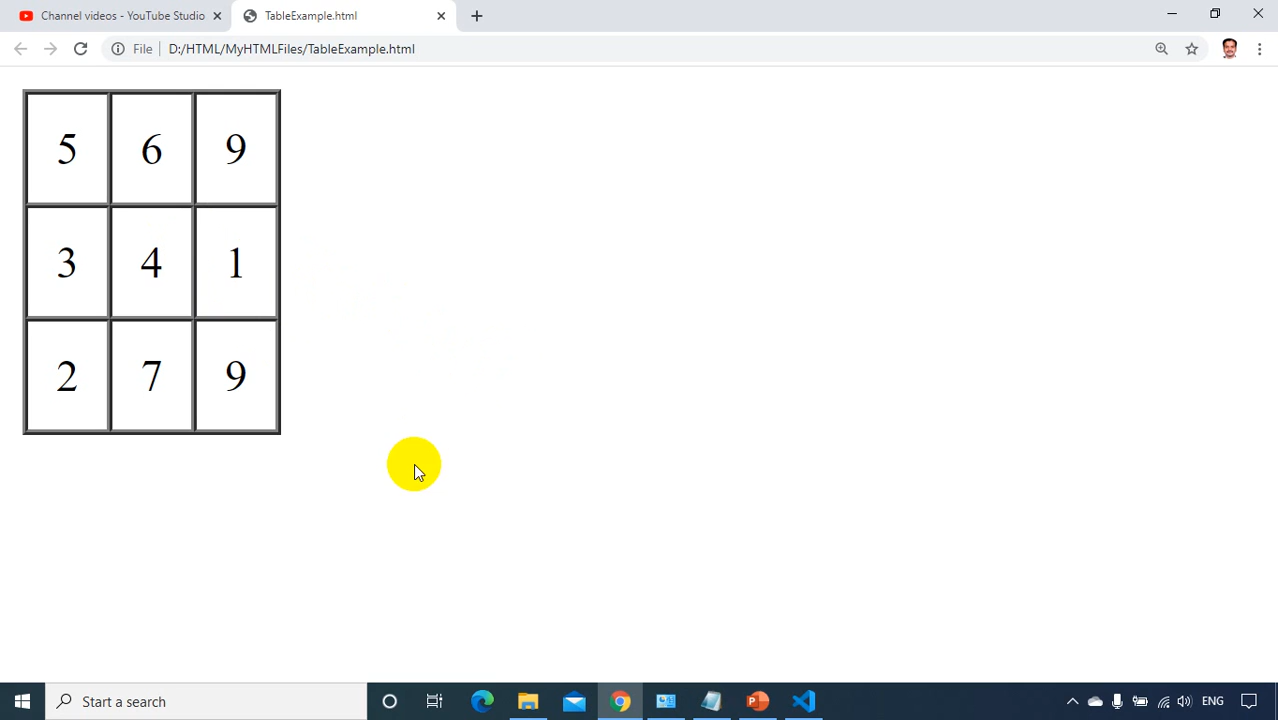 Channel videos - YouTube Studio
TableExample.html
File
D:/HTML/MyHTMLFiles/TableExample.html
5 6 9
3 4 1
2 7 9
Start a search
ENG